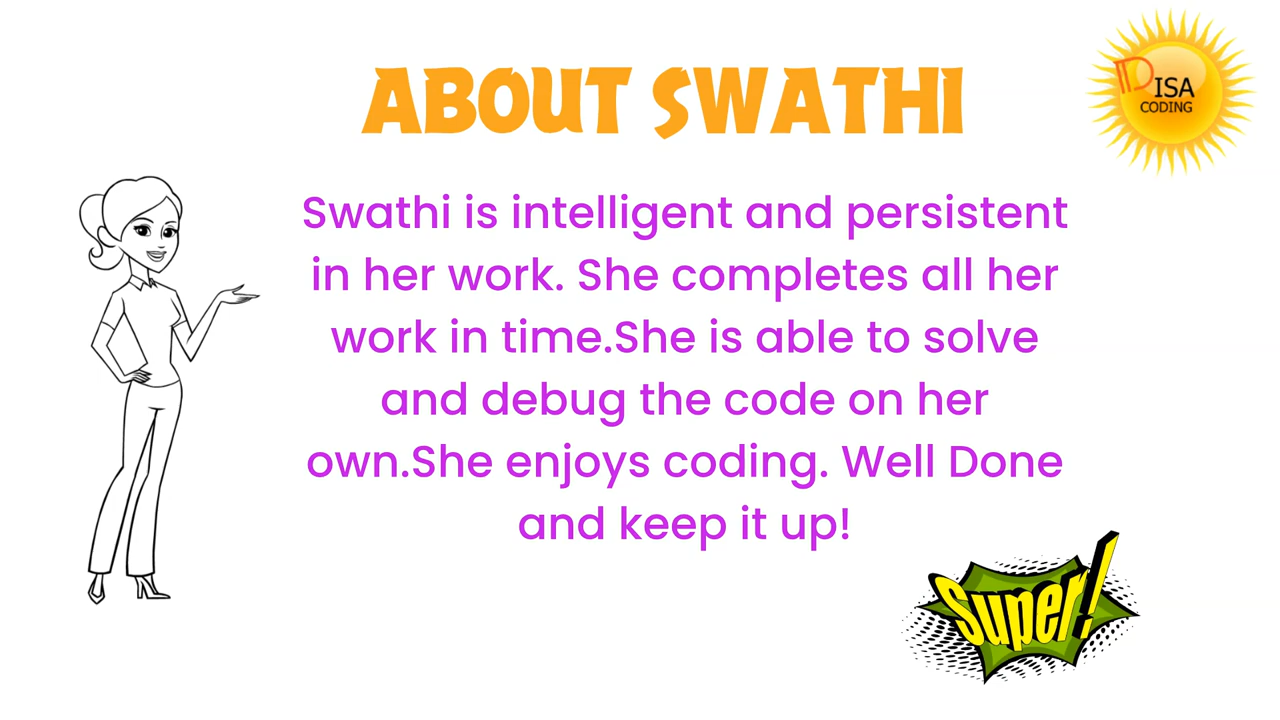 ABOUT SWATHI
DISA
CODING
Swathi is intelligent and persistent
in her work. She completes all her
work in time.She is able to solve
and debug the code on her
own.She enjoys coding. Well Done
and keep it up!
Super!